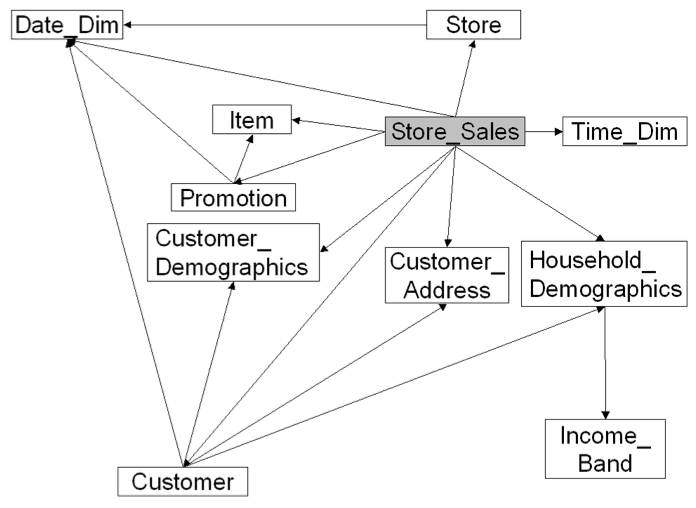 Date_Dim
Store
Item
Store_Sales
Time_Dim
Promotion
Customer_
Demographics
Customer_
Address
Household_
Demographics
Income_
Band
Customer